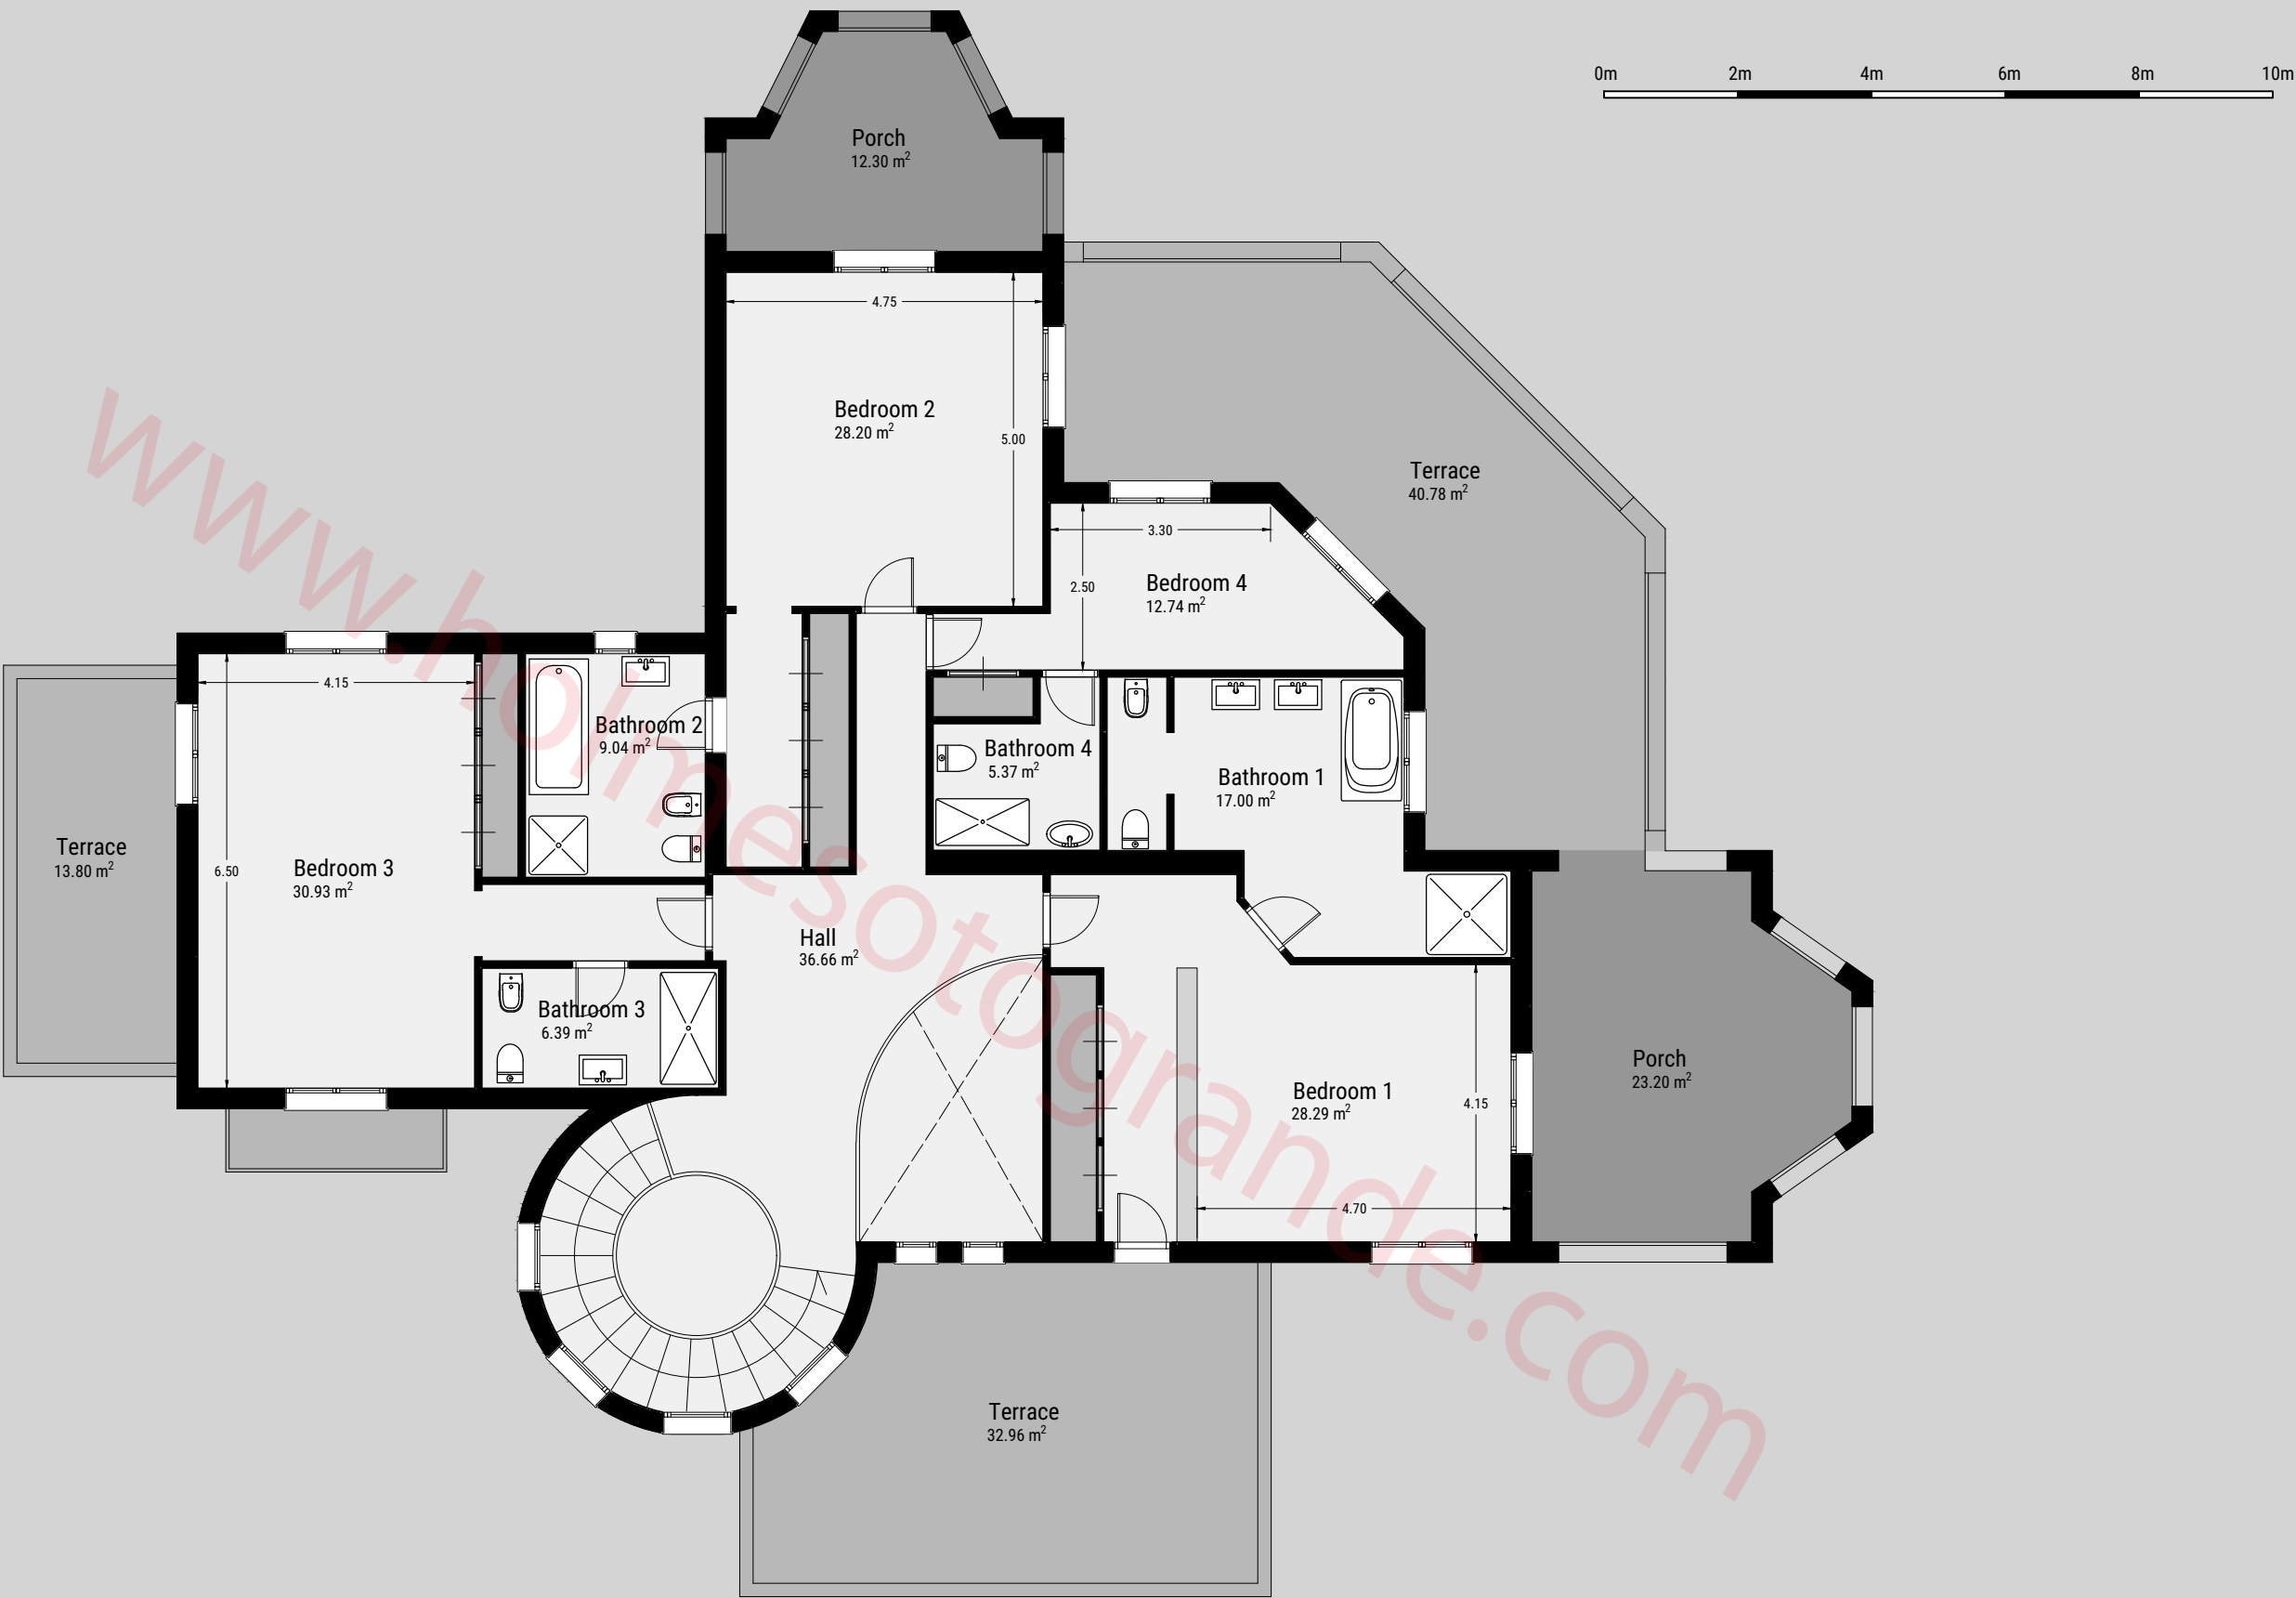 0m 2m 4m 6m 8m 10m
Porch
12.30 m²
4.75
Bedroom 2
28.20 m²
5.00
Terrace
40.78 m²
3.30
2.50
Bedroom 4
12.74 m²
4.15
Bathroom 2
9.04 m²
Bathroom 4
5.37 m²
Bathroom 1
17.00 m²
Terrace
13.80 m²
6.50
Bedroom 3
30.93 m²
Hall
36.66 m²
Bathroom 3
6.39 m²
Bedroom 1
28.29 m²
4.15
4.70
Porch
23.20 m²
Terrace
32.96 m²
www.holmesotogrande.com